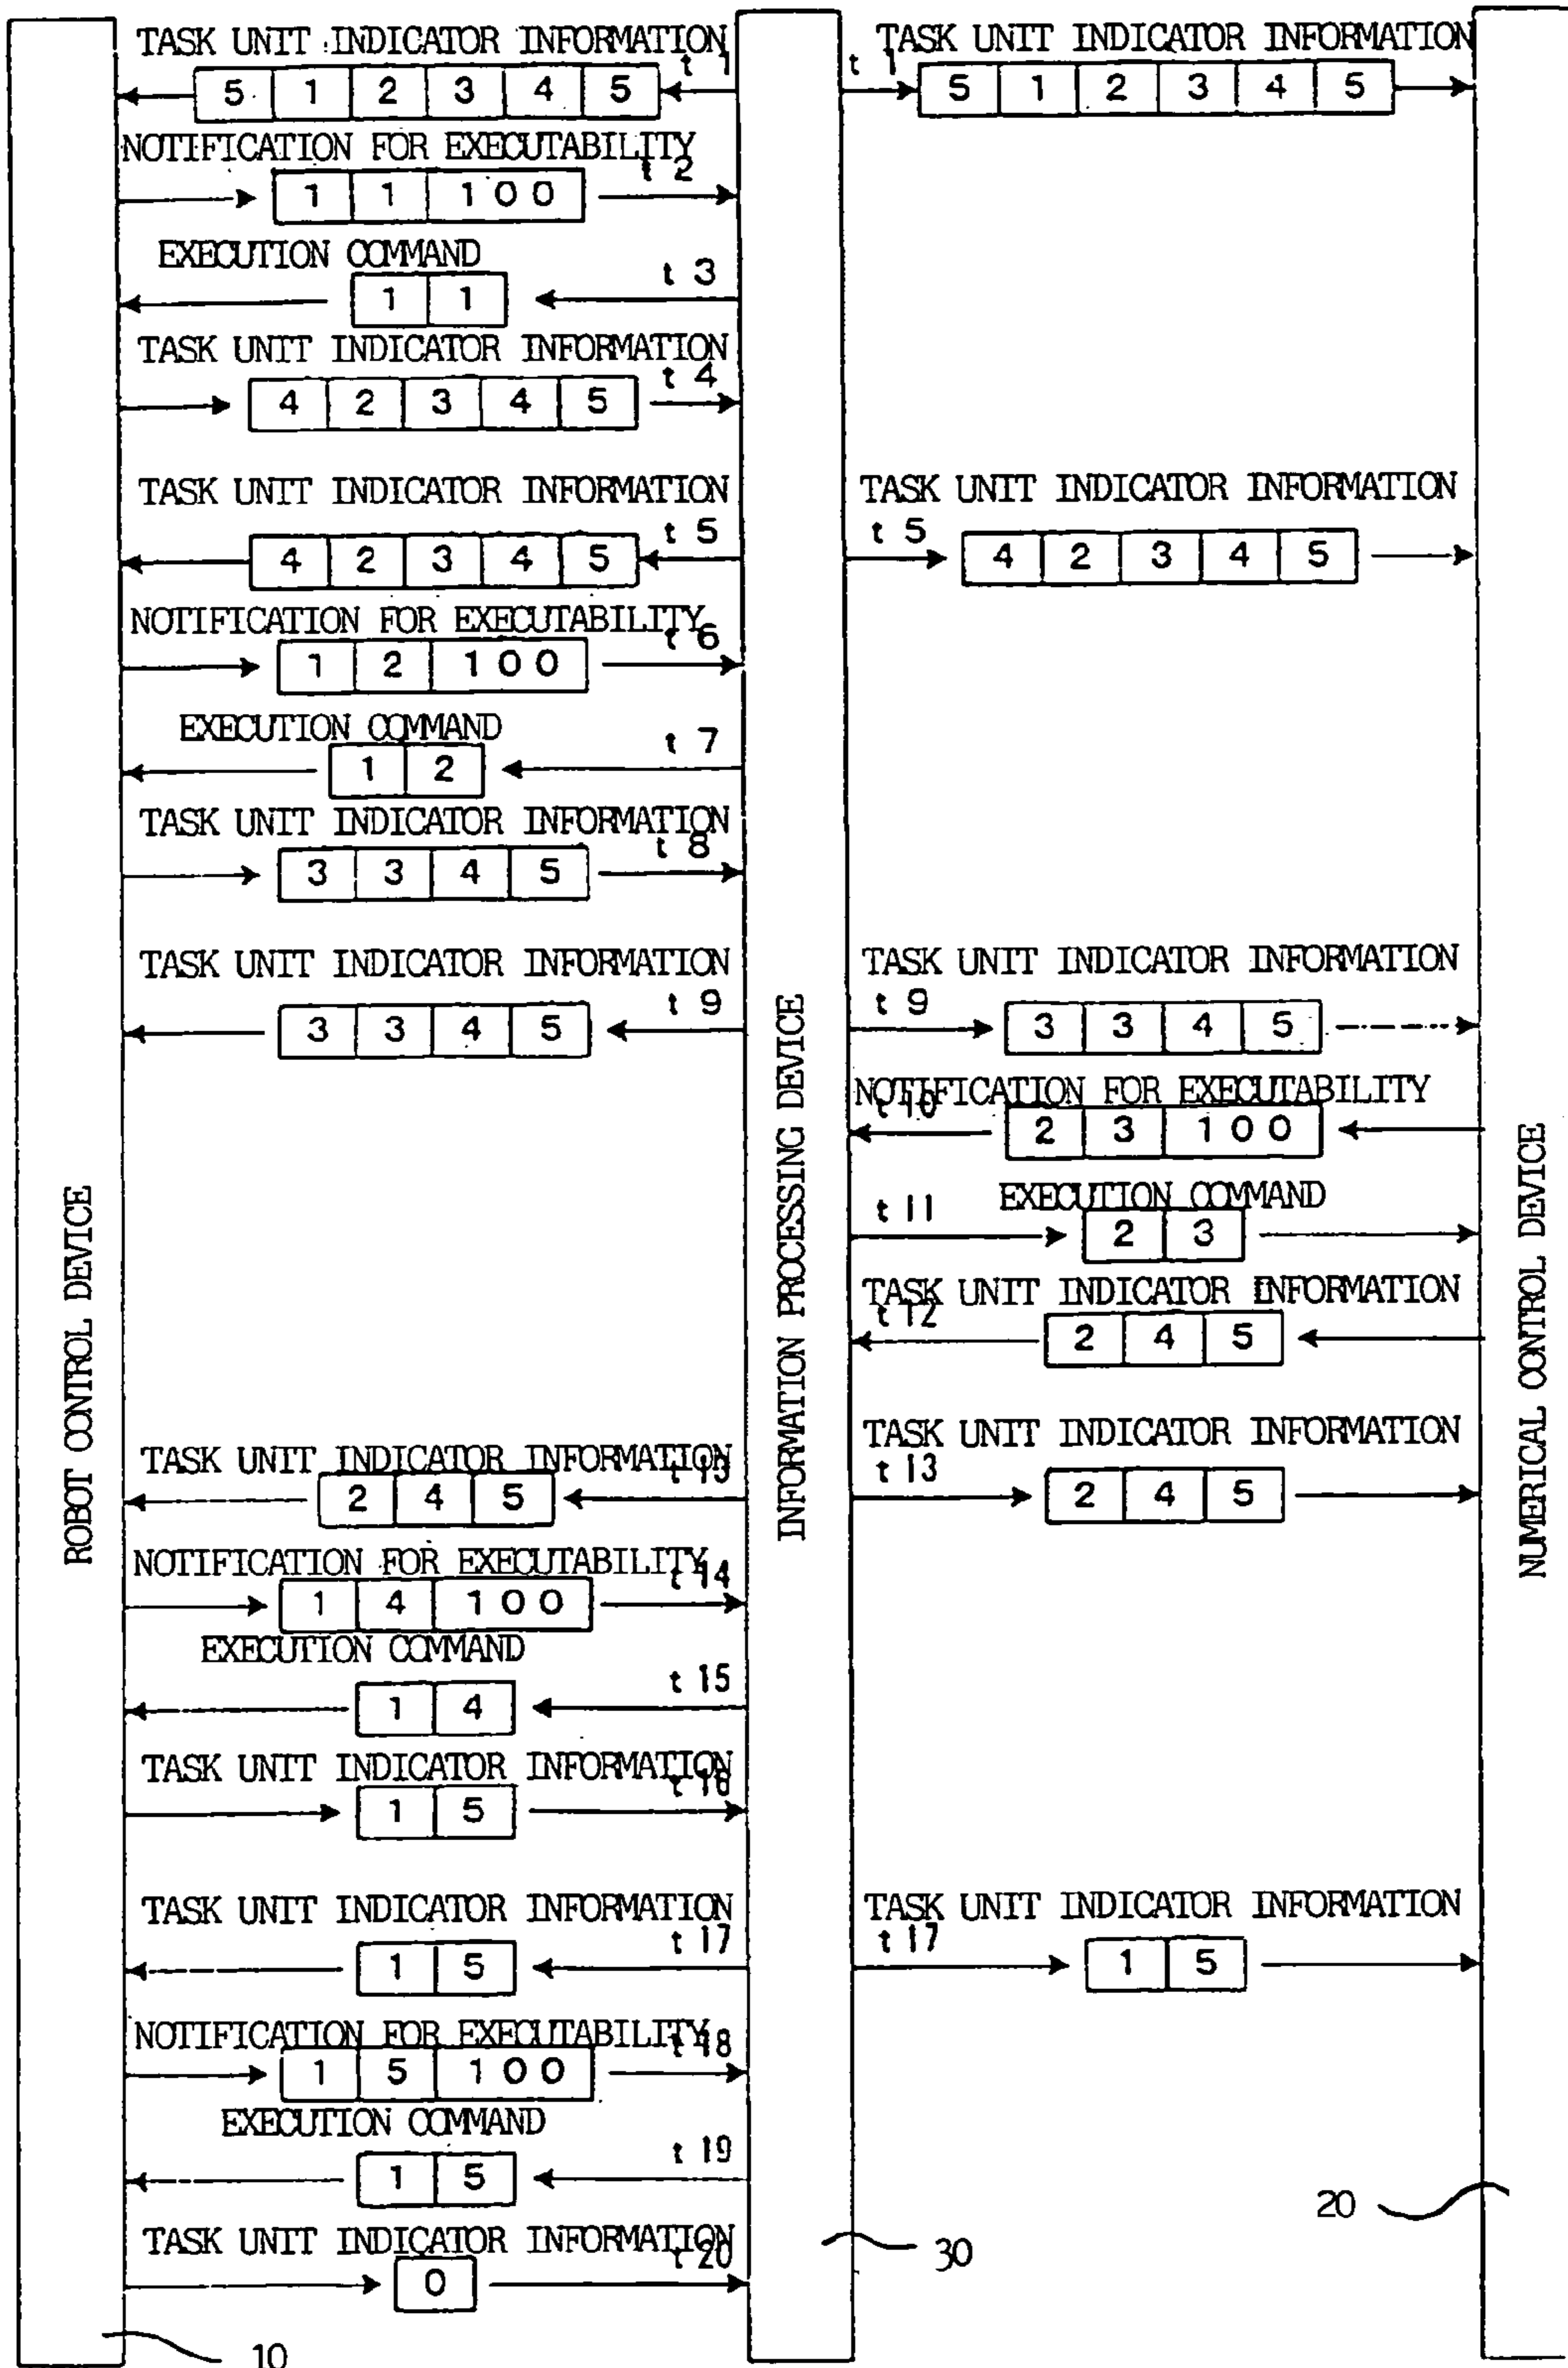 TASK UNIT INDICATOR INFORMATION TASK UNIT INDICATOR INFORMATION
t 1 t 1
5 1 2 3 4 5 5 1 2 3 4 5
NOTIFICATION FOR EXECUTABILITY
t 2
1 1 100
EXECUTION COMMAND
t 3
1 1
TASK UNIT INDICATOR INFORMATION
t 4
4 2 3 4 5
TASK UNIT INDICATOR INFORMATION TASK UNIT INDICATOR INFORMATION
t 5 t 5
4 2 3 4 5 4 2 3 4 5
NOTIFICATION FOR EXECUTABILITY
t 6
1 2 100
EXECUTION COMMAND
t 7
1 2
TASK UNIT INDICATOR INFORMATION
t 8
3 3 4 5
TASK UNIT INDICATOR INFORMATION TASK UNIT INDICATOR INFORMATION
t 9 t 9
3 3 4 5 3 3 4 5
NOTIFICATION FOR EXECUTABILITY
t 10
2 3 100
EXECUTION COMMAND
t 11
2 3
TASK UNIT INDICATOR INFORMATION
t 12
2 4 5
TASK UNIT INDICATOR INFORMATION TASK UNIT INDICATOR INFORMATION
t 13 t 13
2 4 5 2 4 5
NOTIFICATION FOR EXECUTABILITY
t 14
1 4 100
EXECUTION COMMAND
t 15
1 4
TASK UNIT INDICATOR INFORMATION
t 16
1 5
TASK UNIT INDICATOR INFORMATION TASK UNIT INDICATOR INFORMATION
t 17 t 17
1 5 1 5
NOTIFICATION FOR EXECUTABILITY
t 18
1 5 100
EXECUTION COMMAND
t 19
1 5
TASK UNIT INDICATOR INFORMATION
t 20
0
ROBOT CONTROL DEVICE
INFORMATION PROCESSING DEVICE
NUMERICAL CONTROL DEVICE
20
30
10